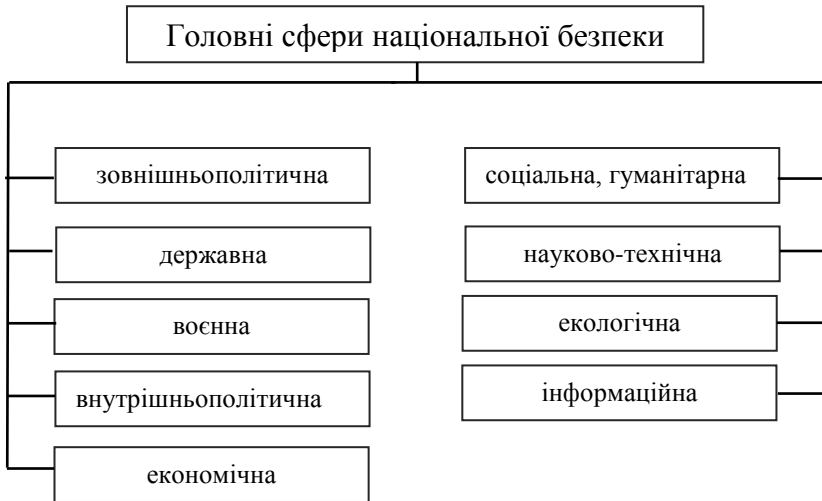 Головні сфери національної безпеки
зовнішньополітична
державна
воєнна
внутрішньополітична
економічна
соціальна, гуманітарна
науково-технічна
екологічна
інформаційна